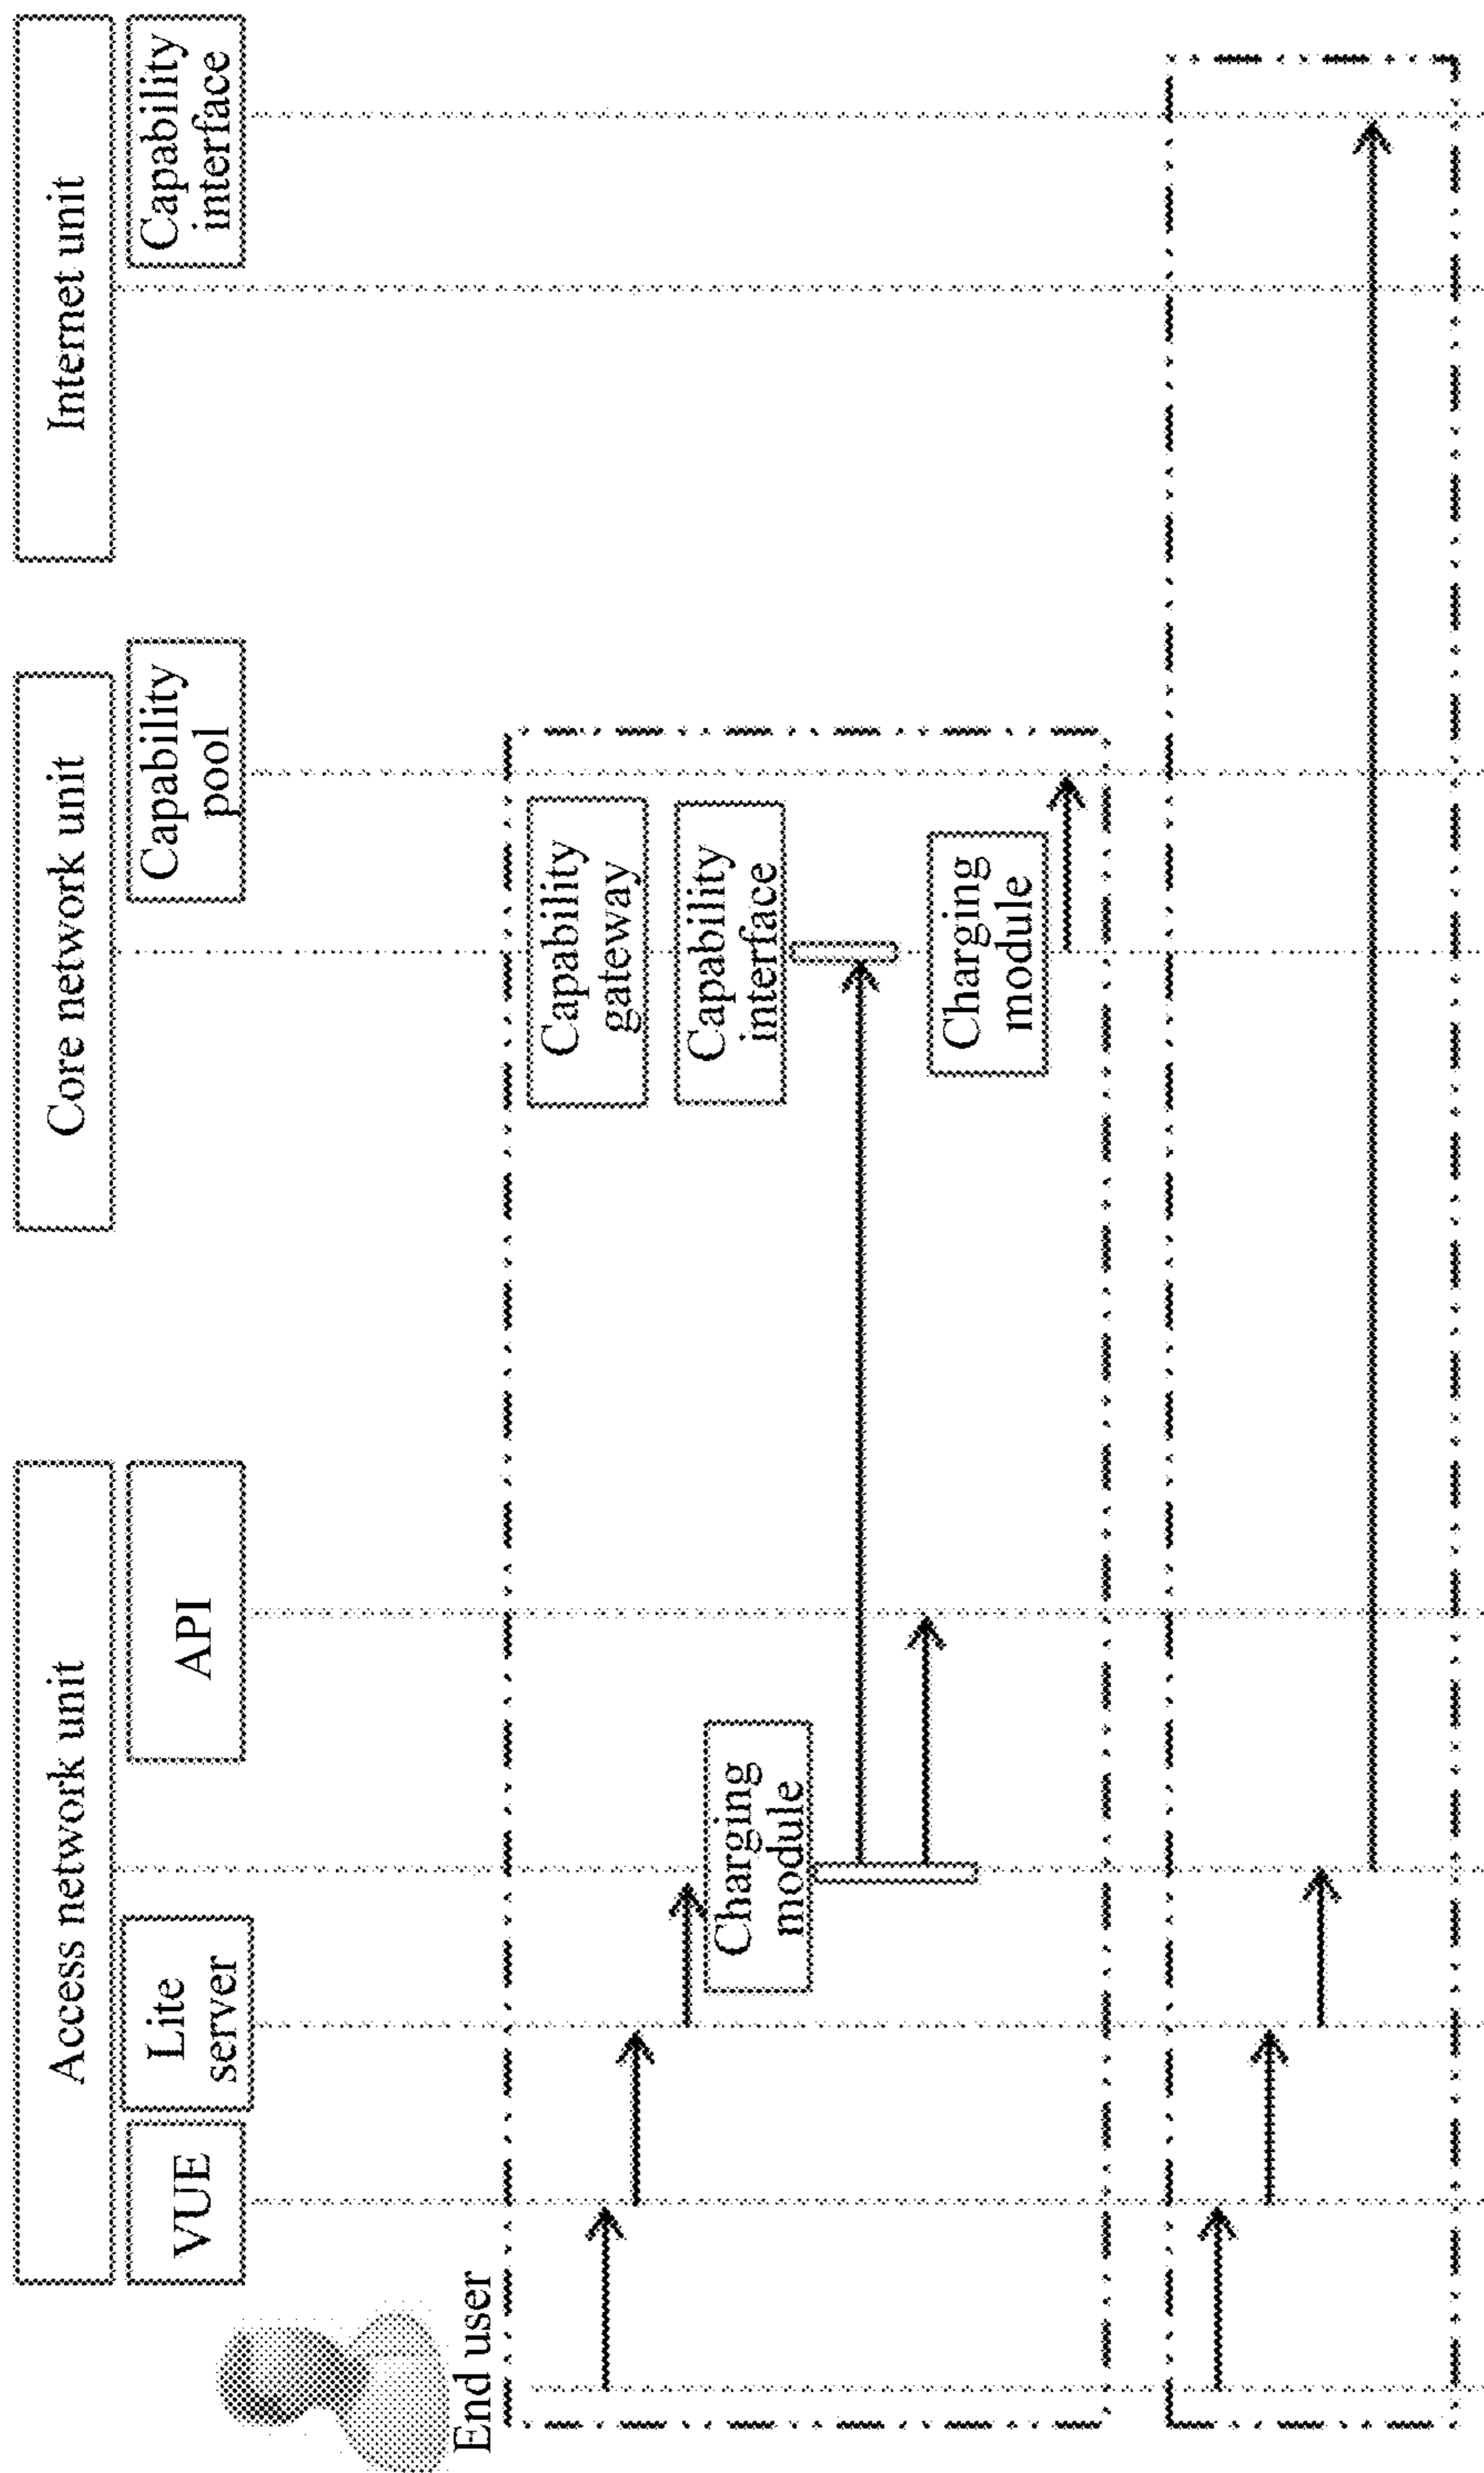 Access network unit
Core network unit
Internet unit
VUE
Lite
server
API
Capability
pool
Capability
interface
End user
Capability
gateway
Capability
interface
Charging
module
Charging
module